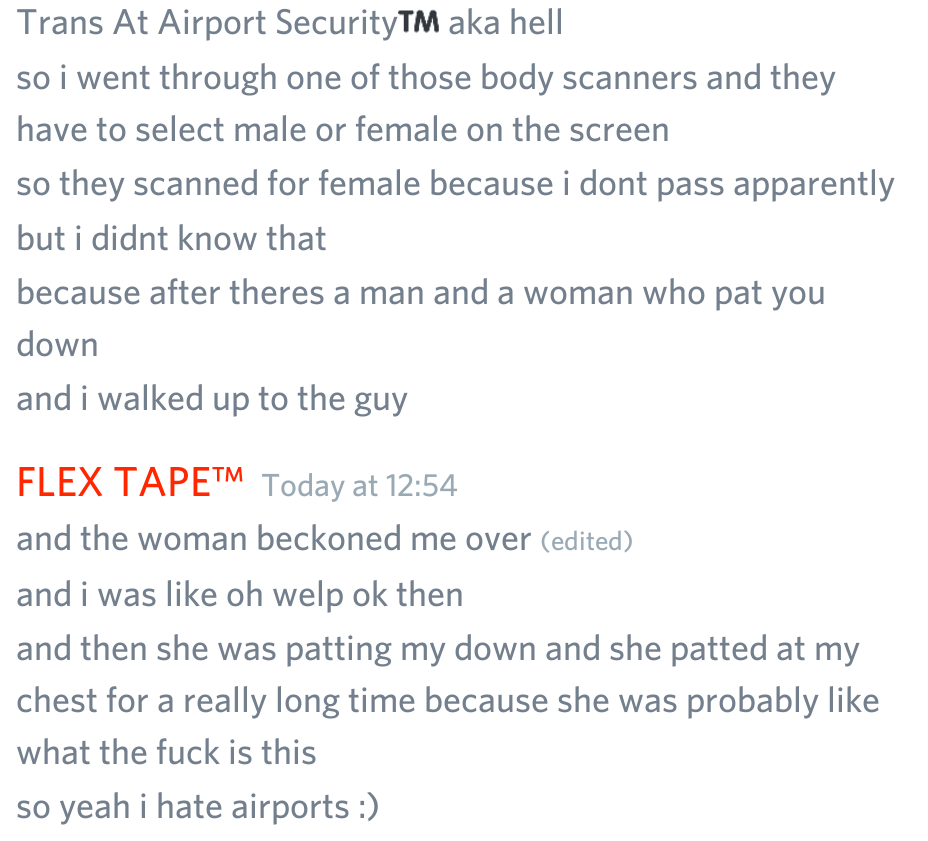 Trans At Airport Security™ aka hell
so i went through one of those body scanners and they
have to select male or female on the screen
so they scanned for female because i dont pass apparently
but i didnt know that
because after theres a man and a woman who pat you
down
and i walked up to the guy
FLEX TAPE™ Today at 12:54
and the woman beckoned me over (edited)
and i was like oh welp ok then
and then she was patting my down and she patted at my
chest for a really long time because she was probably like
what the fuck is this
so yeah i hate airports :)